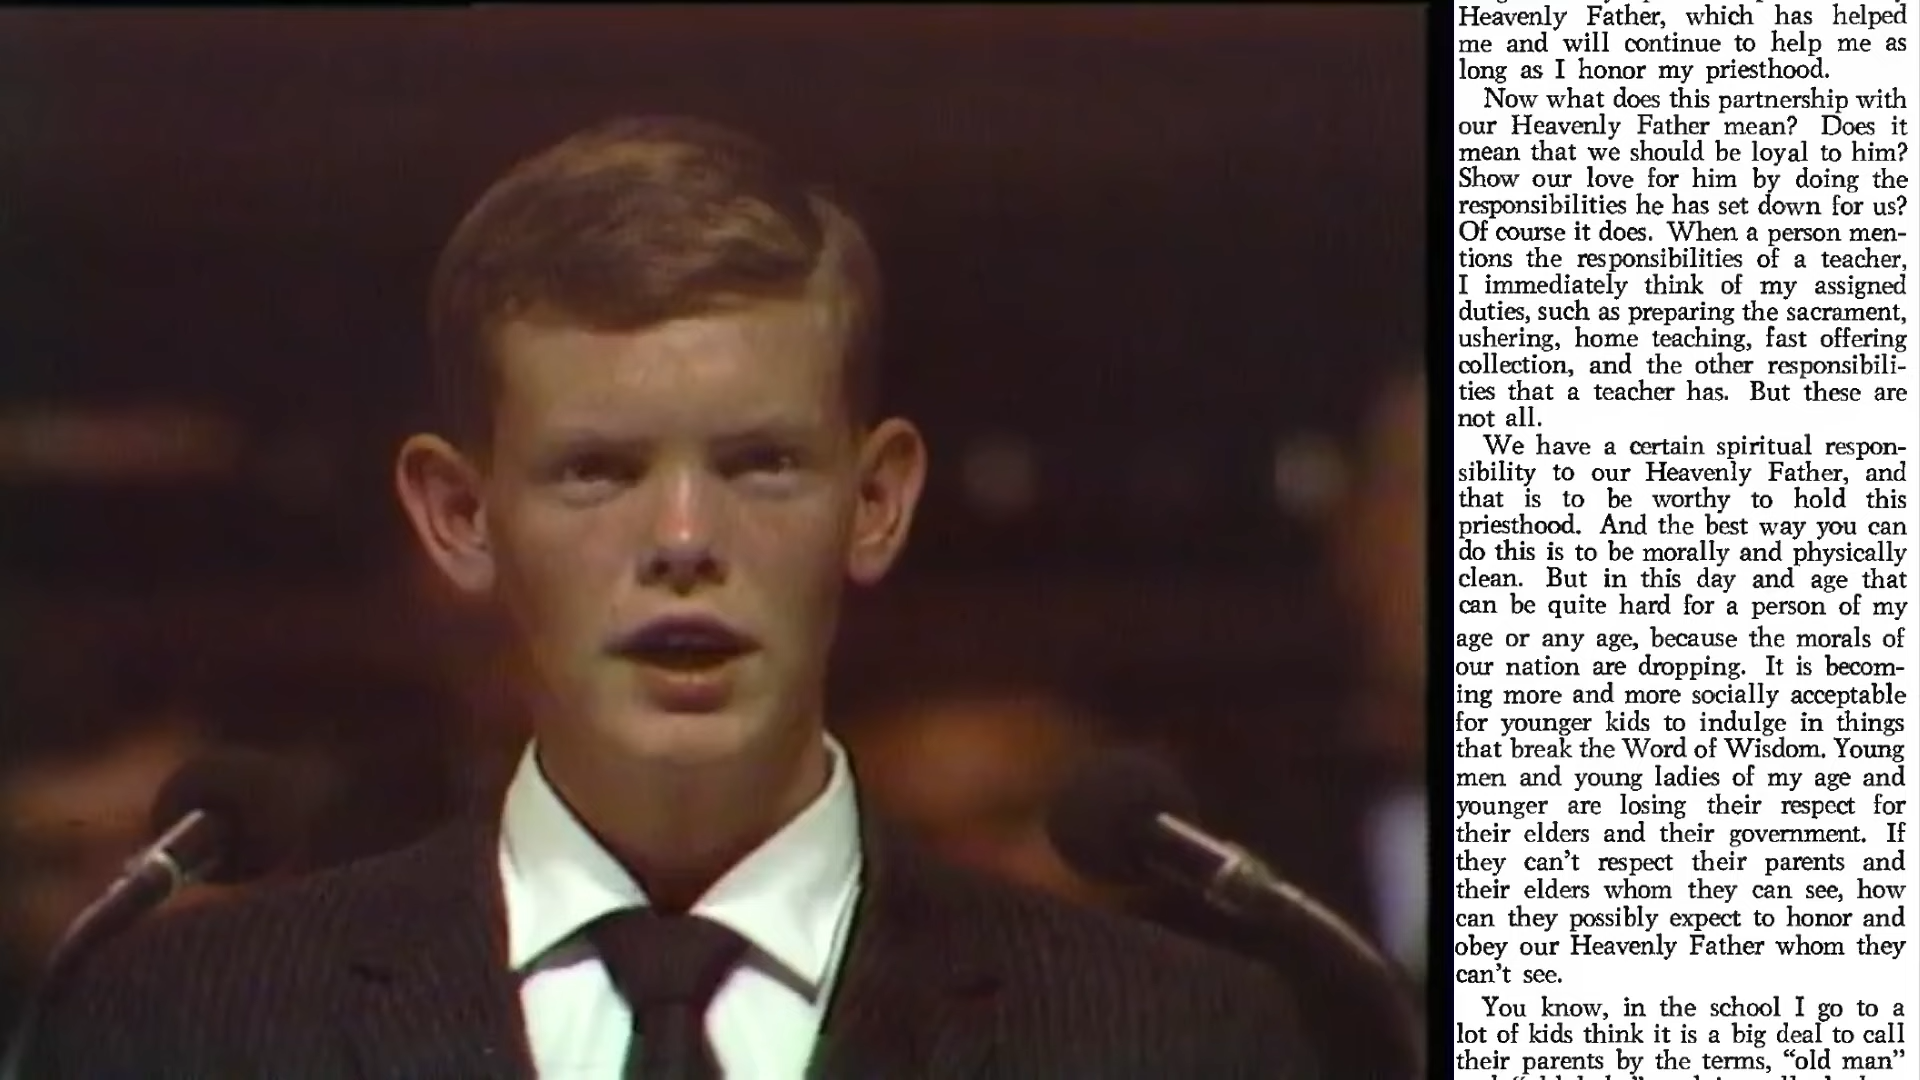 Heavenly Father, which has helped
me and will continue to help me as
long as I honor my priesthood.
Now what does this partnership with
our Heavenly Father mean? Does it
mean that we should be loyal to him?
Show our love for him by doing the
responsibilities he has set down for us?
Of course it does. When a person men-
tions the responsibilities of a teacher,
I immediately think of my assigned
duties, such as preparing the sacrament,
ushering, home teaching, fast offering
collection, and the other responsibili-
ties that a teacher has. But these are
not all.
We have a certain spiritual respon-
sibility to our Heavenly Father, and
that is to be worthy to hold this
priesthood. And the best way you can
do this is to be morally and physically
clean. But in this day and age that
can be quite hard for a person of my
age or any age, because the morals of
our nation are dropping. It is becom-
ing more and more socially acceptable
for younger kids to indulge in things
that break the Word of Wisdom. Young
men and young ladies of my age and
younger are losing their respect for
their elders and their government. If
they can't respect their parents and
their elders whom they can see, how
can they possibly expect to honor and
obey our Heavenly Father whom they
can't see.
You know, in the school I go to a
lot of kids think it is a big deal to call
their parents by the terms, "old man"